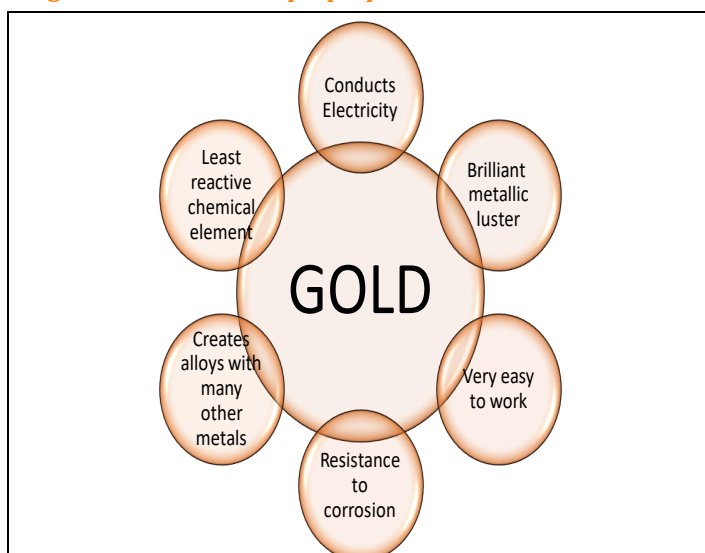 Conducts
Electricity
Brilliant
metallic
luster
Very easy
to work
Resistance
to
corrosion
Creates
alloys with
many
other
metals
Least
reactive
chemical
element
GOLD